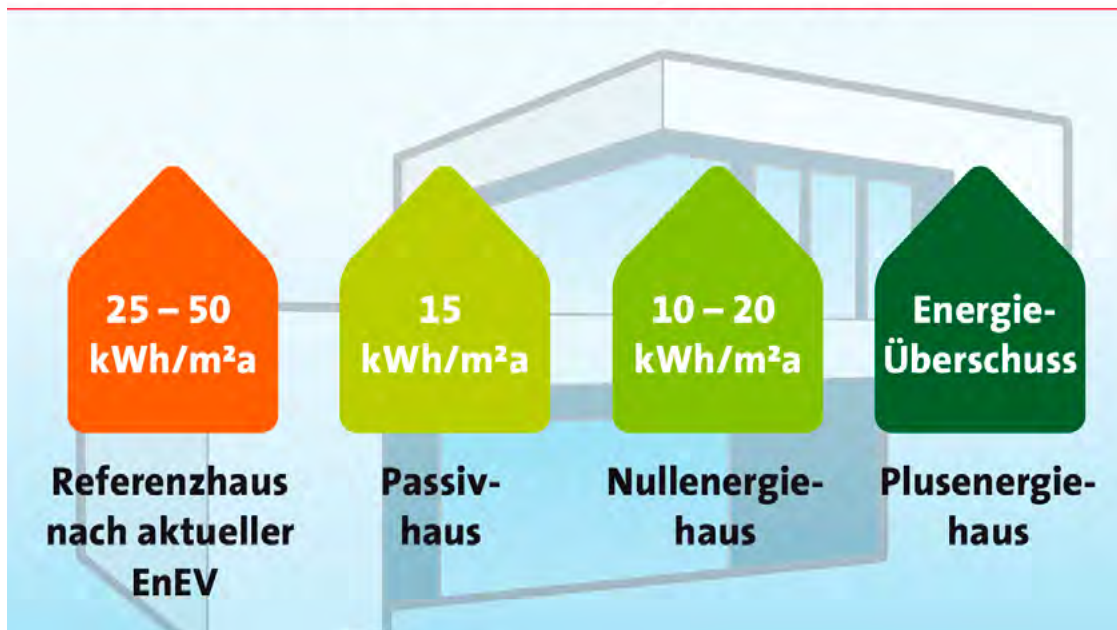 25 – 50
kWh/m²a
Referenzhaus
nach aktueller
EnEV
15
kWh/m²a
Passiv-
haus
10 – 20
kWh/m²a
Nullenergie-
haus
Energie-
Überschuss
Plusenergie-
haus